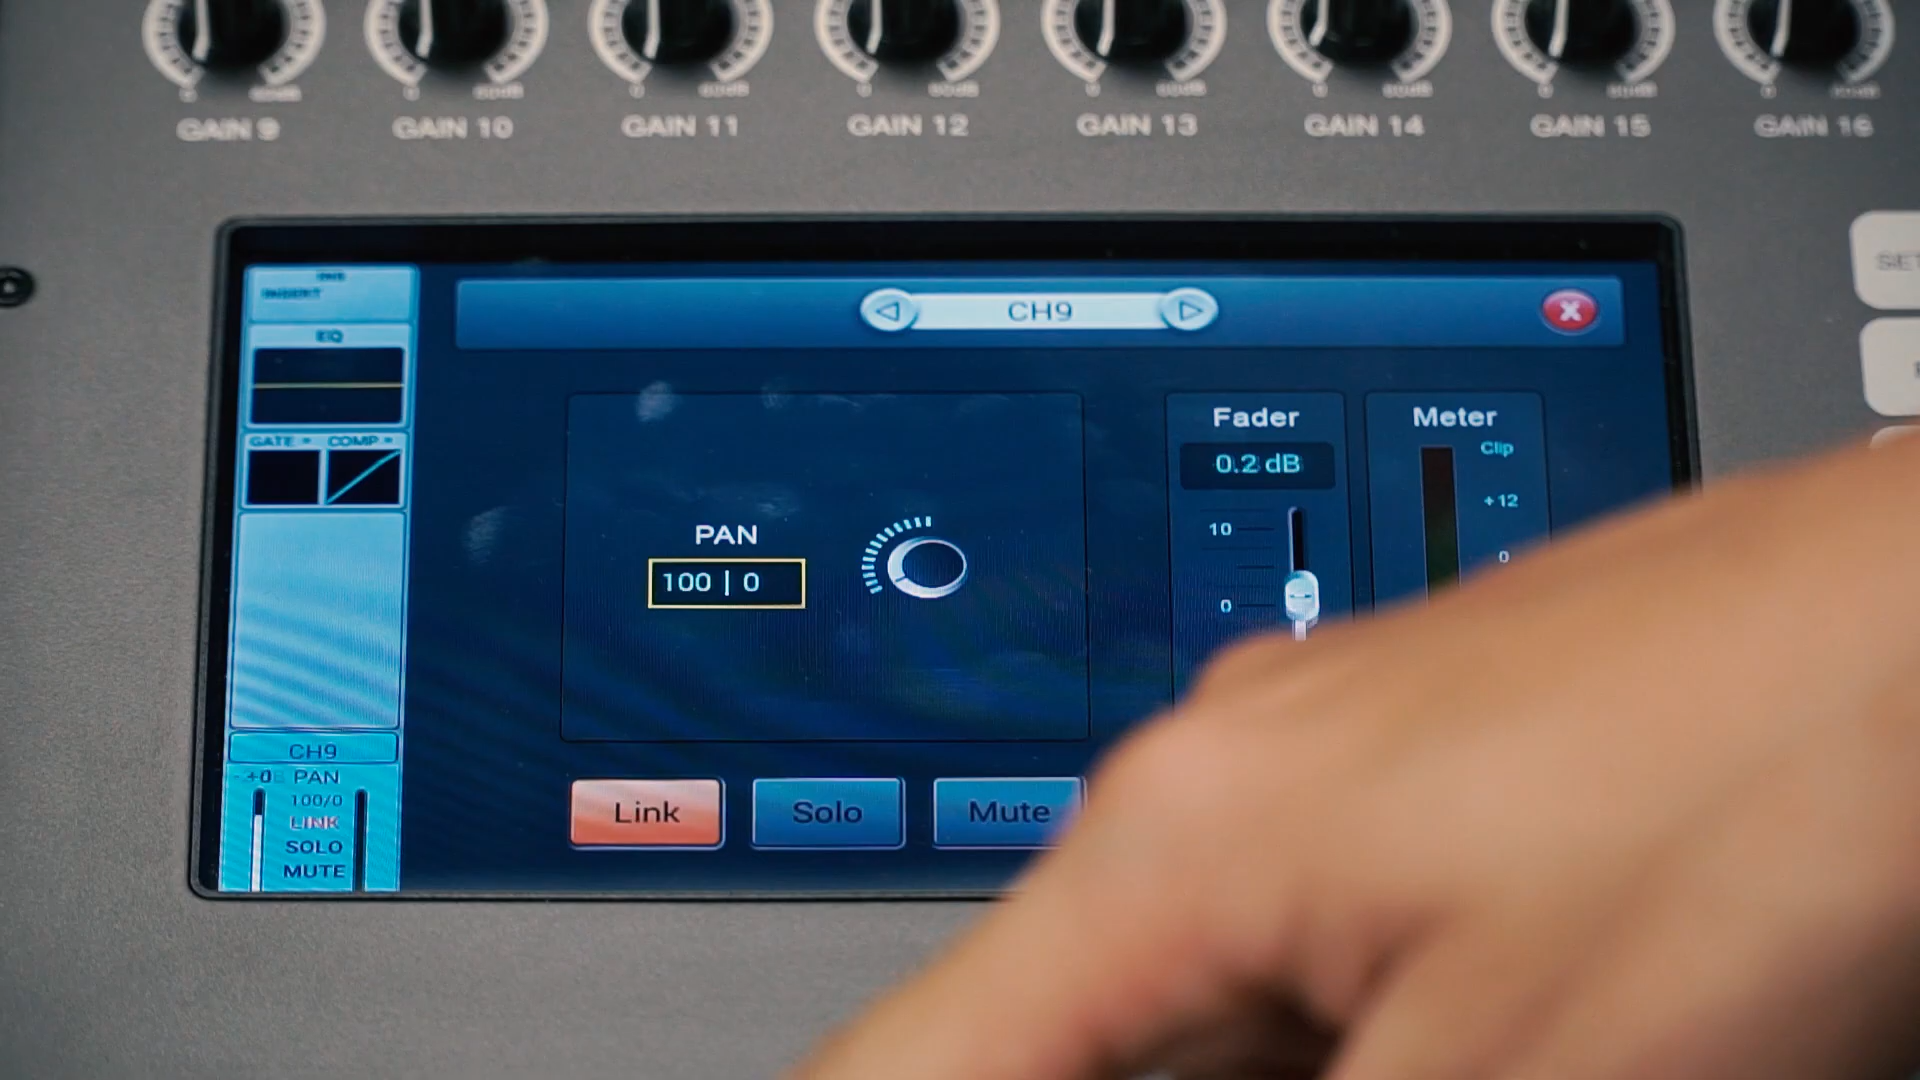 GAIN 9 GAIN 10 GAIN 11 GAIN 12 GAIN 13 GAIN 14 GAIN 15 GAIN 16
INSERT
EQ
GATE COMP
CH9
+0 PAN
100/0
LINK
SOLO
MUTE
CH9
X
PAN
100 | 0
Fader
0.2 dB
10
0
Meter
Clip
+12
0
Link Solo Mute